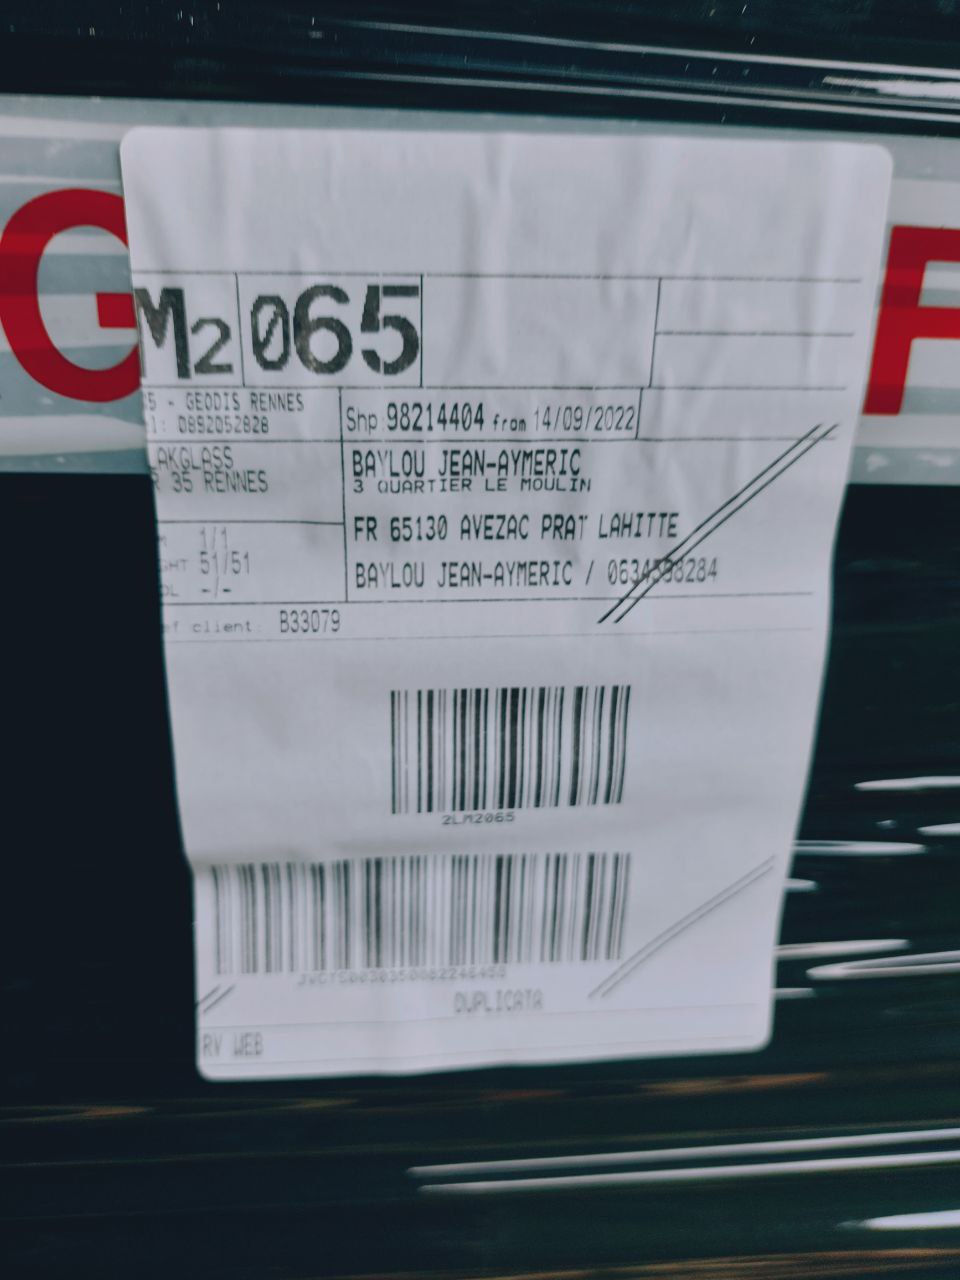 G
F
M2 065
5 - GEODIS RENNES
l: 0892052828
Shp 98214404 from 14/09/2022
LAKGLASS
R 35 RENNES
BAYLOU JEAN-AYMERIC
3 QUARTIER LE MOULIN
FR 65130 AVEZAC PRAT LAHITTE
1/1
GHT 51/51
OL -/-
BAYLOU JEAN-AYMERIC /
ef client: B33079
2LM2065
DUPLICATA
RV WEB